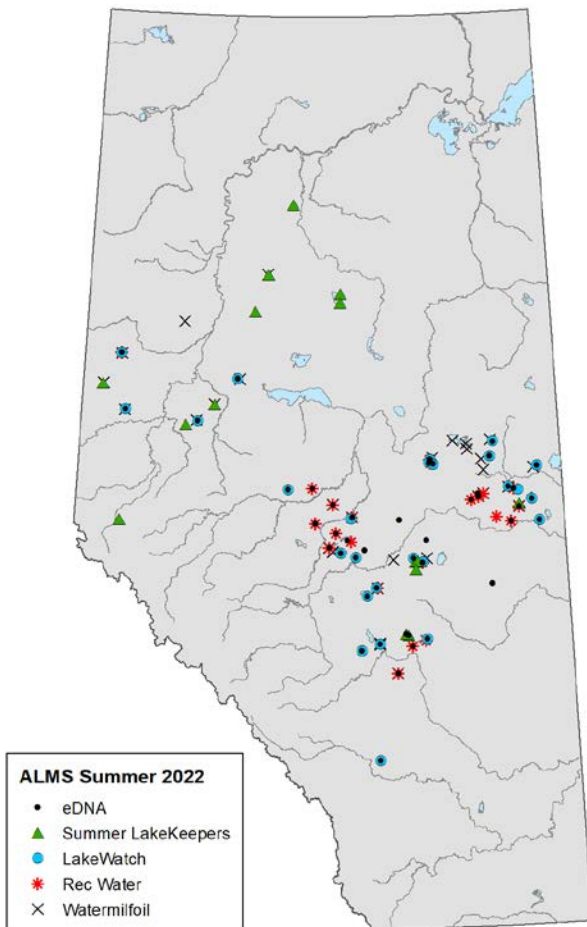 ALMS Summer 2022
eDNA
Summer LakeKeepers
LakeWatch
Rec Water
Watermilfoil